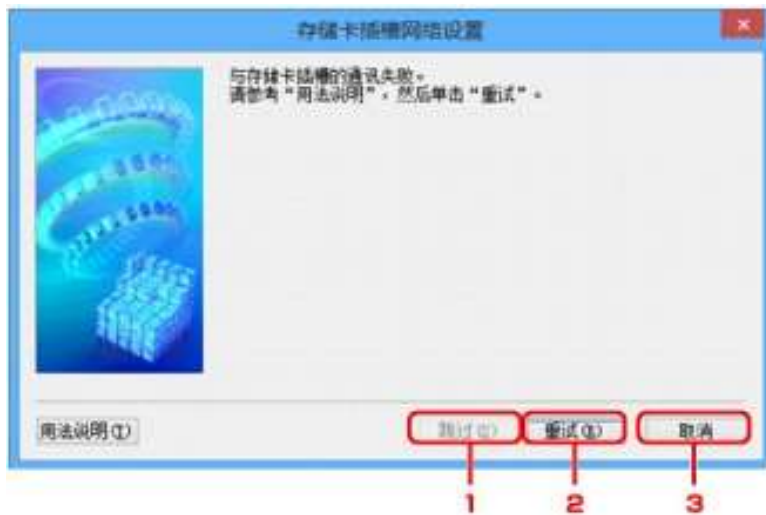 存储卡插槽网络设置
与存储卡插槽的通讯失败。
请参考“用法说明”，然后单击“重试”。
用法说明(I)
跳过
重试(R)
取消
1
2
3